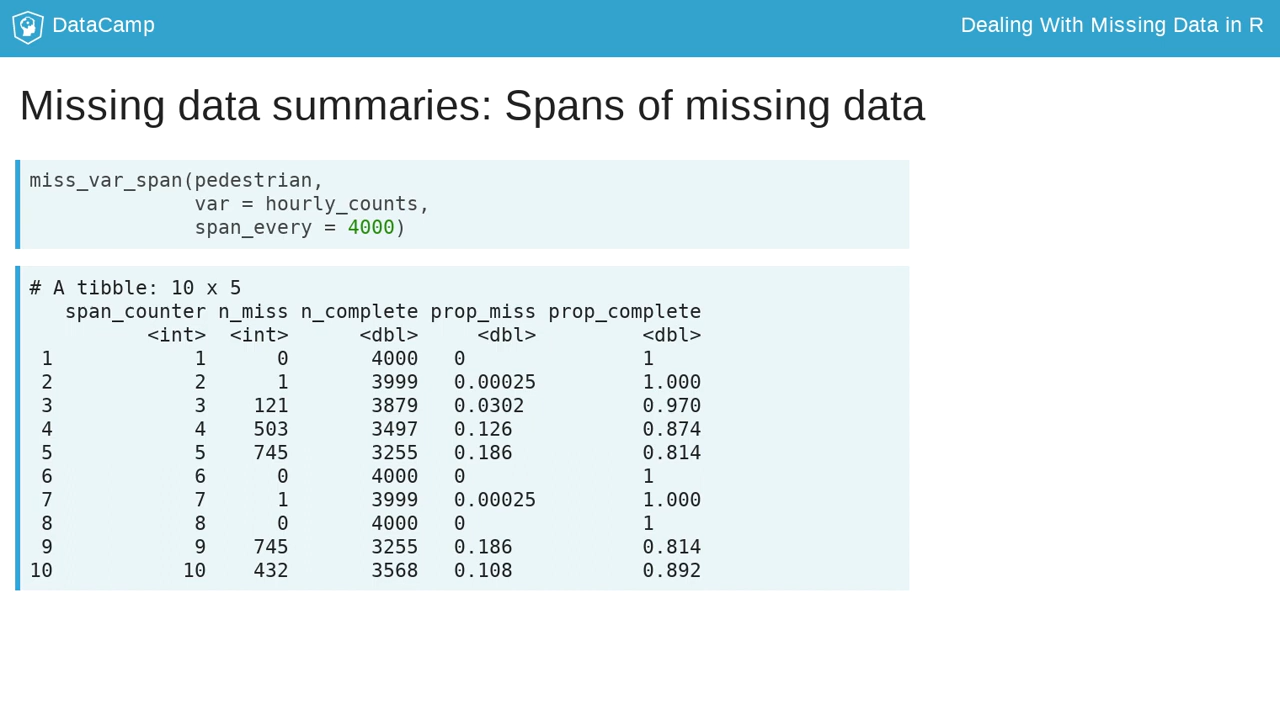 DataCamp
Dealing With Missing Data in R
Missing data summaries: Spans of missing data
miss_var_span(pedestrian,
              var = hourly_counts,
              span_every = 4000)
# A tibble: 10 x 5
   span_counter n_miss n_complete prop_miss prop_complete
          <int>  <int>      <dbl>     <dbl>         <dbl>
 1            1      0       4000   0               1
 2            2      1       3999   0.00025         1.000
 3            3    121       3879   0.0302          0.970
 4            4    503       3497   0.126           0.874
 5            5    745       3255   0.186           0.814
 6            6      0       4000   0               1
 7            7      1       3999   0.00025         1.000
 8            8      0       4000   0               1
 9            9    745       3255   0.186           0.814
10           10    432       3568   0.108           0.892